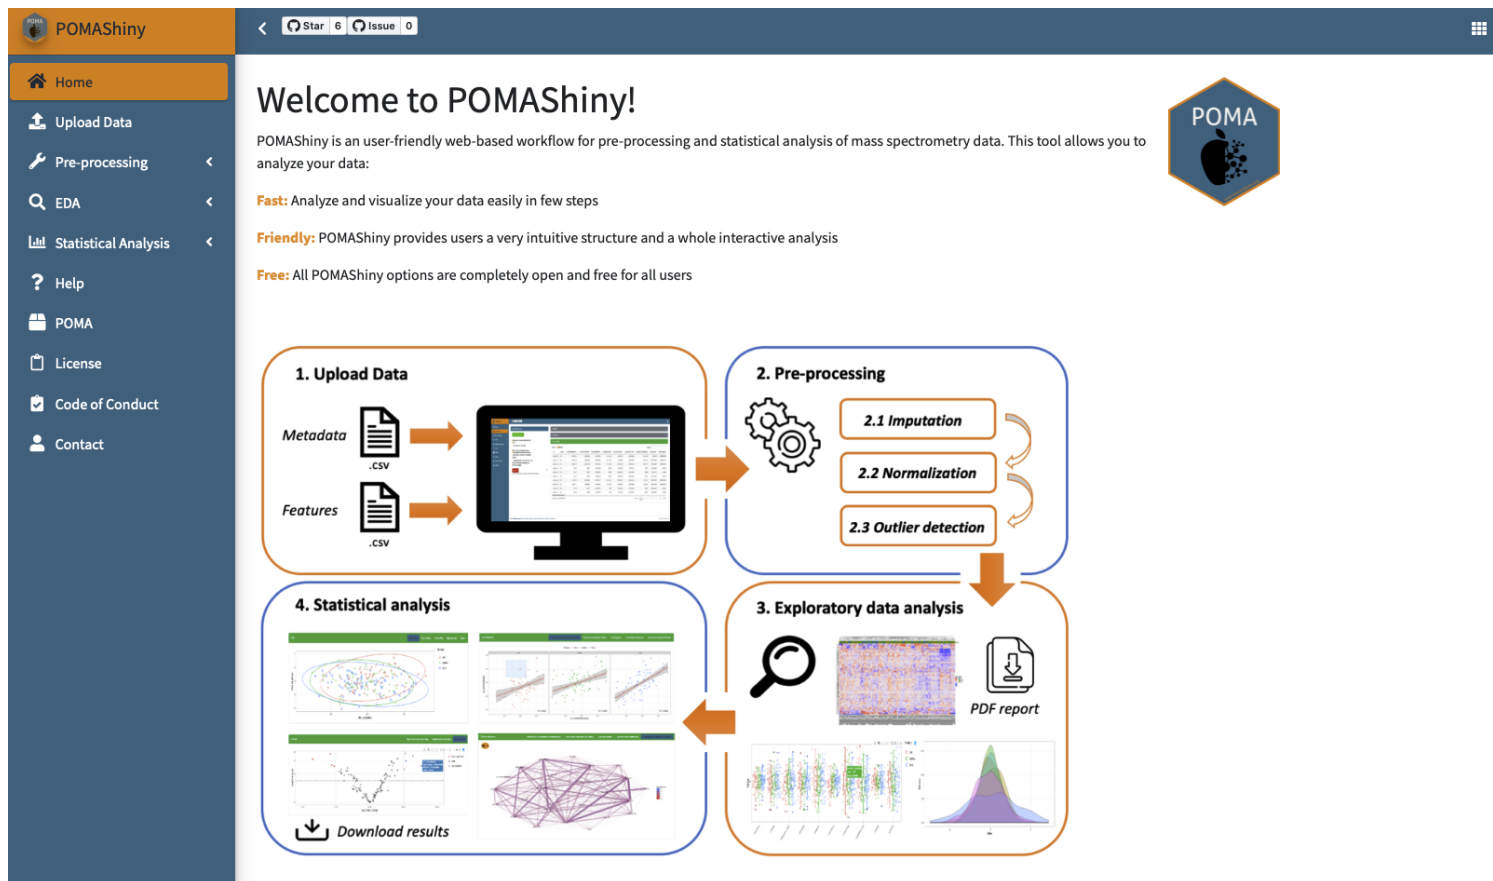 POMA
POMAShiny
Star 6
Issue 0
Home
Upload Data
Pre-processing
EDA
Statistical Analysis
Help
POMA
License
Code of Conduct
Contact
Welcome to POMAShiny!
POMAShiny is an user-friendly web-based workflow for pre-processing and statistical analysis of mass spectrometry data. This tool allows you to
analyze your data:
Fast: Analyze and visualize your data easily in few steps
Friendly: POMAShiny provides users a very intuitive structure and a whole interactive analysis
Free: All POMAShiny options are completely open and free for all users
POMA
1. Upload Data
Metadata
.csv
Features
.csv
2. Pre-processing
2.1 Imputation
2.2 Normalization
2.3 Outlier detection
4. Statistical analysis
Download results
3. Exploratory data analysis
PDF report